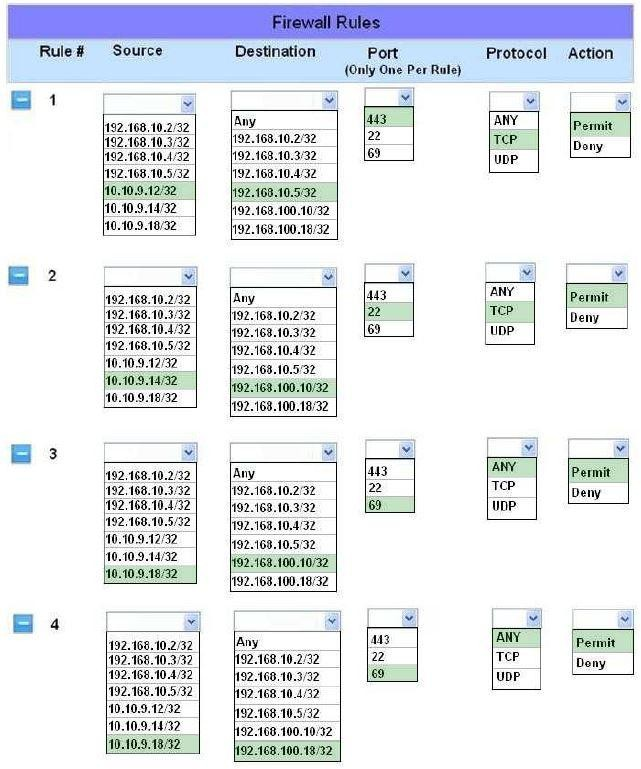 Firewall Rules
Rule # Source Destination Port Protocol Action
(Only One Per Rule)
1
192.168.10.2/32
192.168.10.3/32
192.168.10.4/32
192.168.10.5/32
10.10.9.12/32
10.10.9.14/32
10.10.9.18/32
Any
192.168.10.2/32
192.168.10.3/32
192.168.10.4/32
192.168.10.5/32
192.168.100.10/32
192.168.100.18/32
443
22
69
ANY
TCP
UDP
Permit
Deny
2
192.168.10.2/32
192.168.10.3/32
192.168.10.4/32
192.168.10.5/32
10.10.9.12/32
10.10.9.14/32
10.10.9.18/32
Any
192.168.10.2/32
192.168.10.3/32
192.168.10.4/32
192.168.10.5/32
192.168.100.10/32
192.168.100.18/32
443
22
69
ANY
TCP
UDP
Permit
Deny
3
192.168.10.2/32
192.168.10.3/32
192.168.10.4/32
192.168.10.5/32
10.10.9.12/32
10.10.9.14/32
10.10.9.18/32
Any
192.168.10.2/32
192.168.10.3/32
192.168.10.4/32
192.168.10.5/32
192.168.100.10/32
192.168.100.18/32
443
22
69
ANY
TCP
UDP
Permit
Deny
4
192.168.10.2/32
192.168.10.3/32
192.168.10.4/32
192.168.10.5/32
10.10.9.12/32
10.10.9.14/32
10.10.9.18/32
Any
192.168.10.2/32
192.168.10.3/32
192.168.10.4/32
192.168.10.5/32
192.168.100.10/32
192.168.100.18/32
443
22
69
ANY
TCP
UDP
Permit
Deny